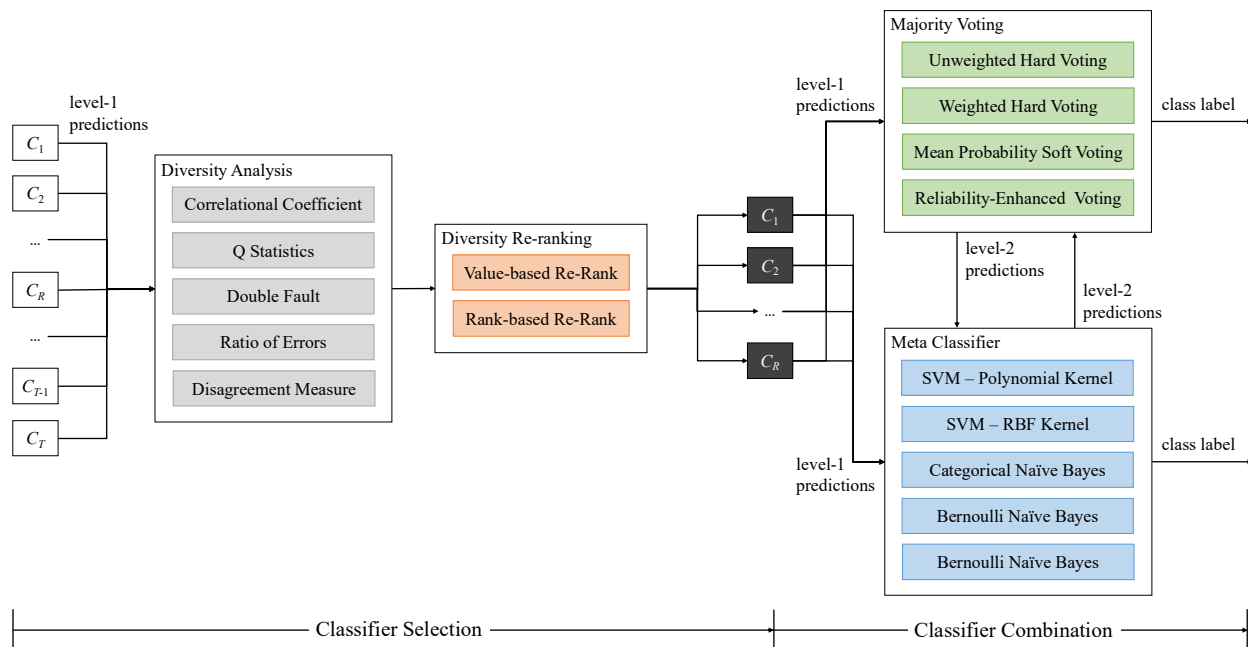 level-1
predictions
C1
C2
...
CR
...
CT-1
CT
Diversity Analysis
Correlational Coefficient
Q Statistics
Double Fault
Ratio of Errors
Disagreement Measure
Diversity Re-ranking
Value-based Re-Rank
Rank-based Re-Rank
C1
C2
...
CR
level-1
predictions
level-1
predictions
Majority Voting
Unweighted Hard Voting
Weighted Hard Voting
Mean Probability Soft Voting
Reliability-Enhanced Voting
class label
level-2
predictions
level-2
predictions
Meta Classifier
SVM – Polynomial Kernel
SVM – RBF Kernel
Categorical Naïve Bayes
Bernoulli Naïve Bayes
Bernoulli Naïve Bayes
class label
Classifier Selection
Classifier Combination